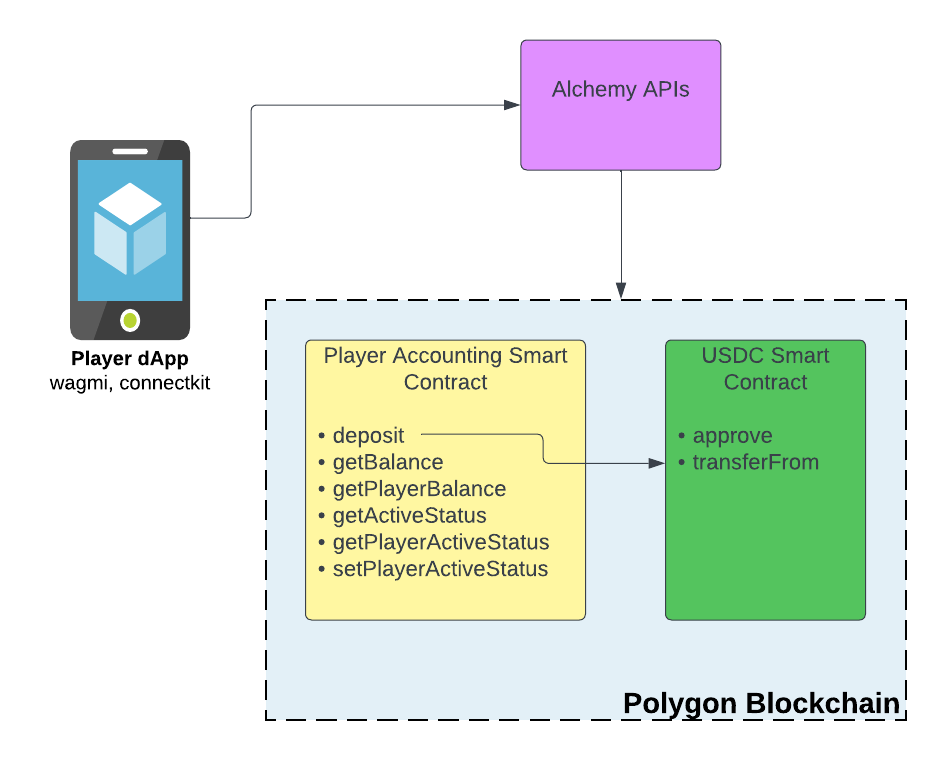 Alchemy APIs
Player dApp
wagmi, connectkit
Player Accounting Smart
Contract
• deposit
• getBalance
• getPlayerBalance
• getActiveStatus
• getPlayerActiveStatus
• setPlayerActiveStatus
USDC Smart
Contract
• approve
• transferFrom
Polygon Blockchain